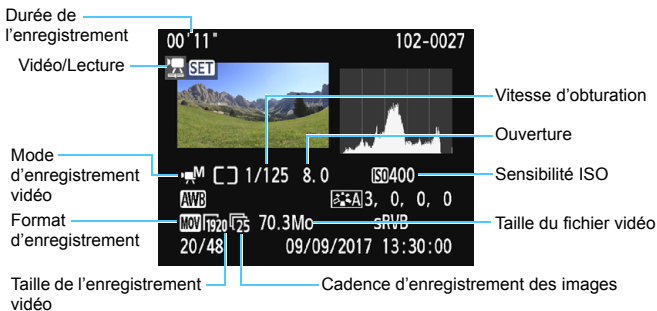 Durée de
l'enregistrement
00'11"
102-0027
Vidéo/Lecture
SET
Vitesse d'obturation
Ouverture
Mode
d'enregistrement
vidéo
M
1/125
8.0
ISO400
Sensibilité ISO
AWB
A3, 0, 0, 0
Format
d'enregistrement
MOV
1920
25
70.3Mo
sRVB
Taille du fichier vidéo
20/48
09/09/2017 13:30:00
Taille de l'enregistrement
vidéo
Cadence d'enregistrement des images